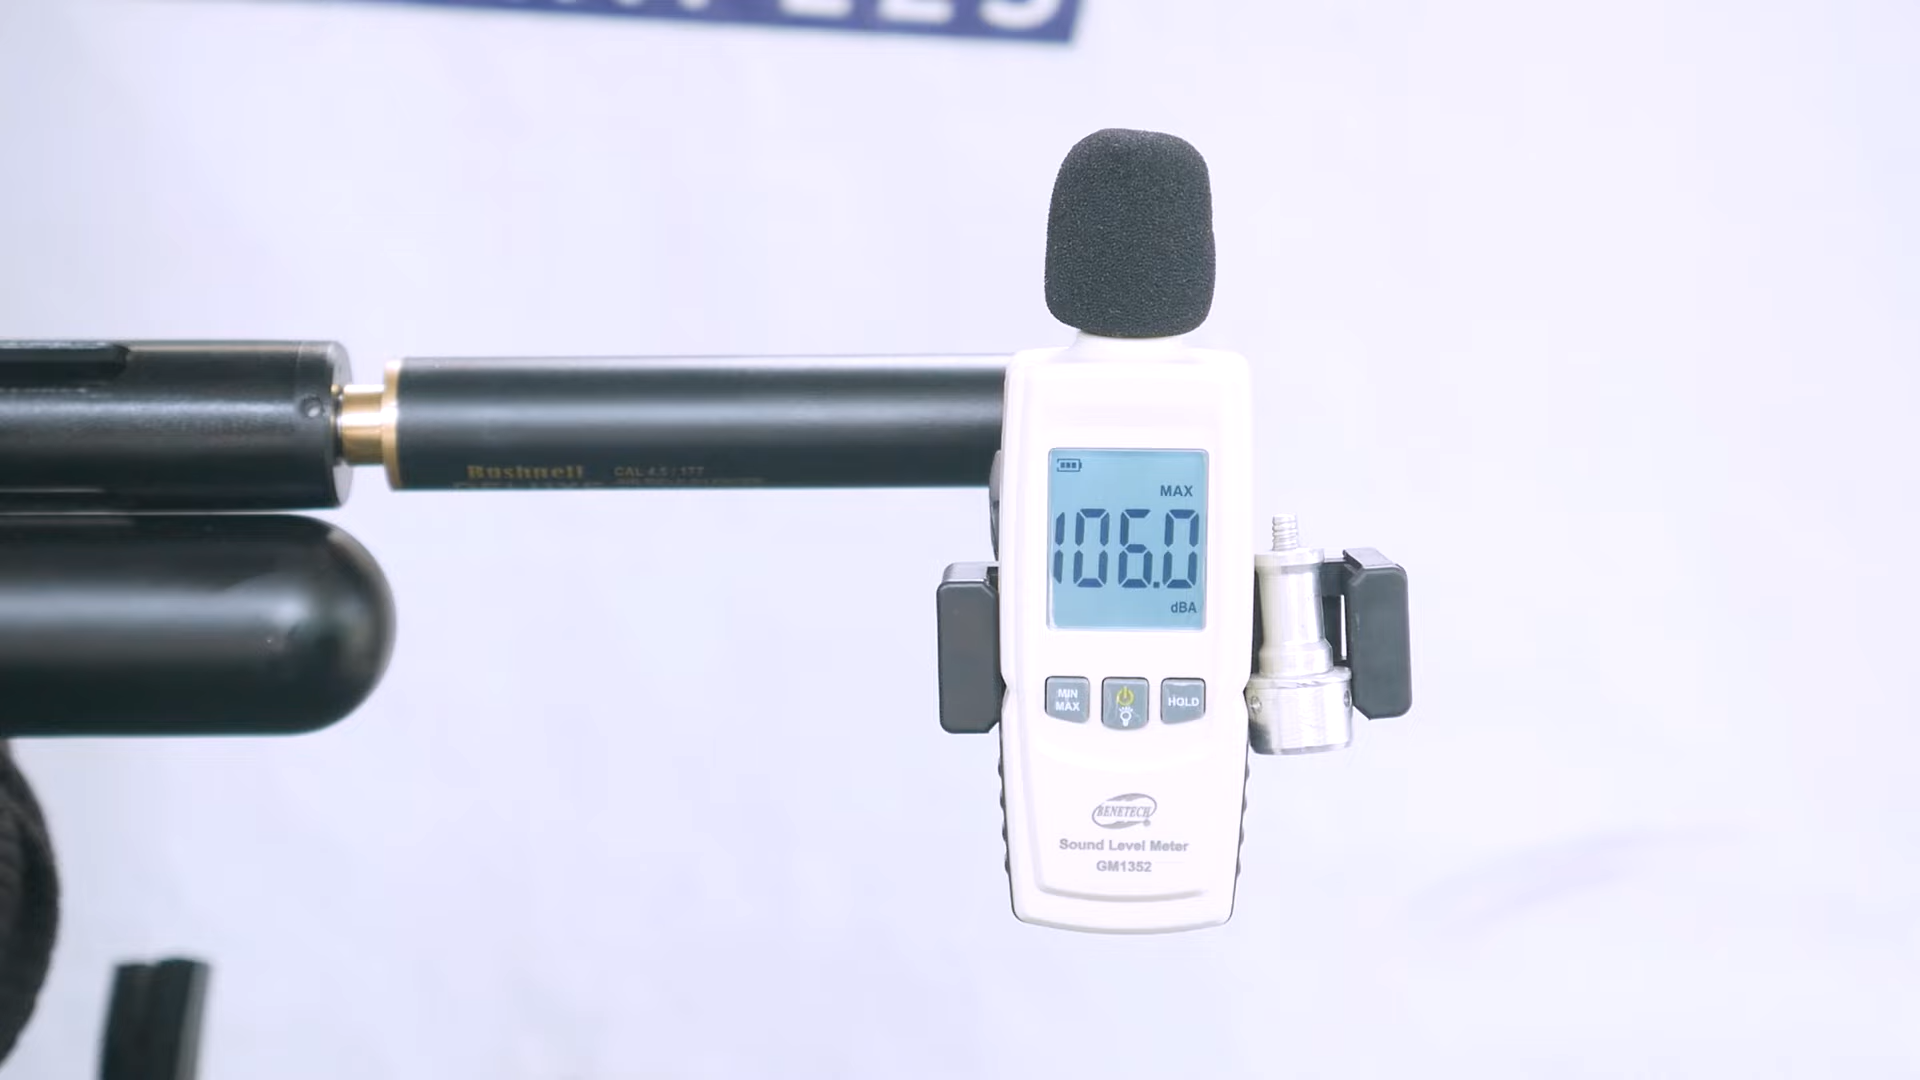 Bushnell
CAL 4.5 / .177
MAX
106.0
dBA
MIN
MAX
HOLD
BENETECH
Sound Level Meter
GM1352